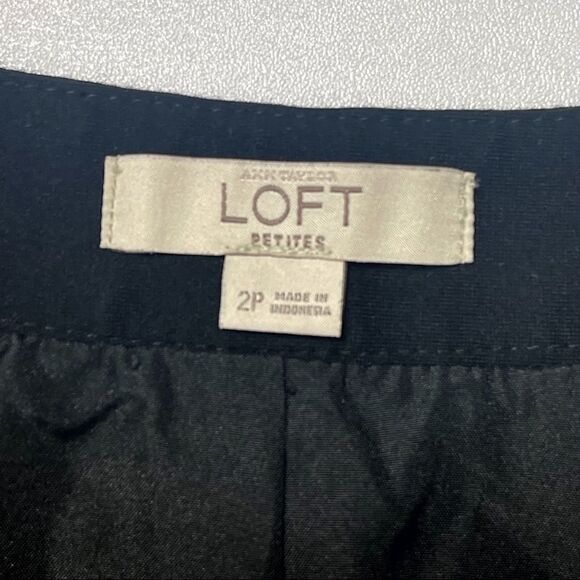 ANN TAYLOR
LOFT
PETITES
2P MADE IN
INDONESIA